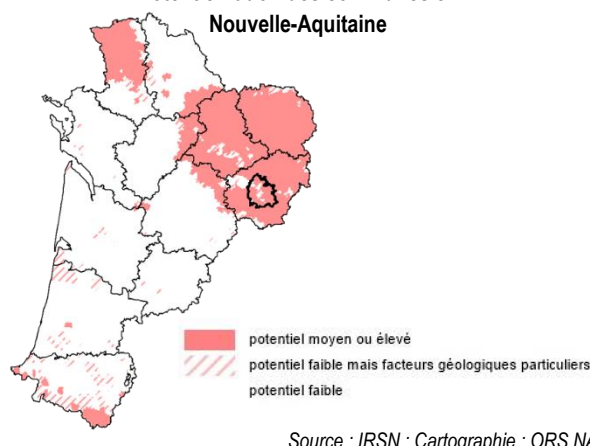 Nouvelle-Aquitaine
potentiel moyen ou élevé
potentiel faible mais facteurs géologiques particuliers
potentiel faible
Source : IRSN ; Cartographie : ORS NA